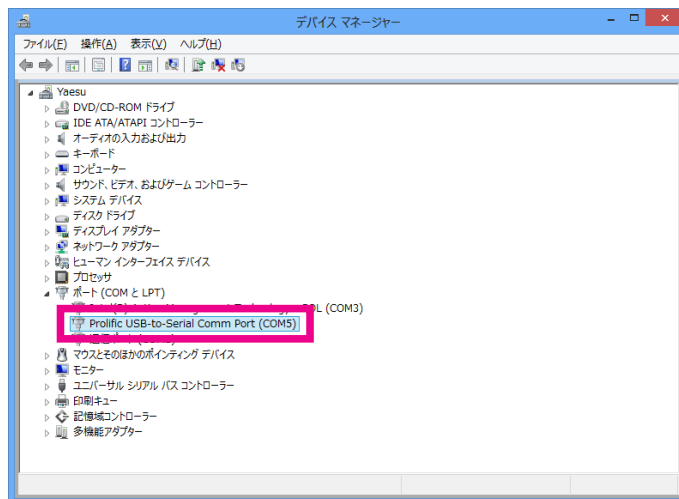 デバイス マネージャー
ファイル(F) 操作(A) 表示(V) ヘルプ(H)
Yaesu
DVD/CD-ROM ドライブ
IDE ATA/ATAPI コントローラー
オーディオの入力および出力
キーボード
コンピューター
サウンド、ビデオ、およびゲーム コントローラー
システム デバイス
ディスク ドライブ
ディスプレイ アダプター
ネットワーク アダプター
ヒューマン インターフェイス デバイス
プロセッサ
ポート (COM と LPT)
OL (COM3)
Prolific USB-to-Serial Comm Port (COM5)
マウスとそのほかのポインティング デバイス
モニター
ユニバーサル シリアル バス コントローラー
印刷キュー
記憶域コントローラー
多機能アダプター